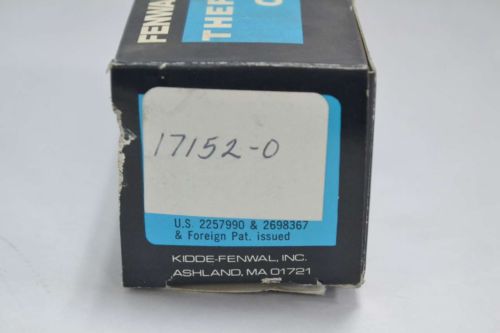 FENWAL
THER
17152-0
U.S. 2257990 & 2698367
& Foreign Pat. issued
KIDDE-FENWAL, INC.
ASHLAND, MA 01721